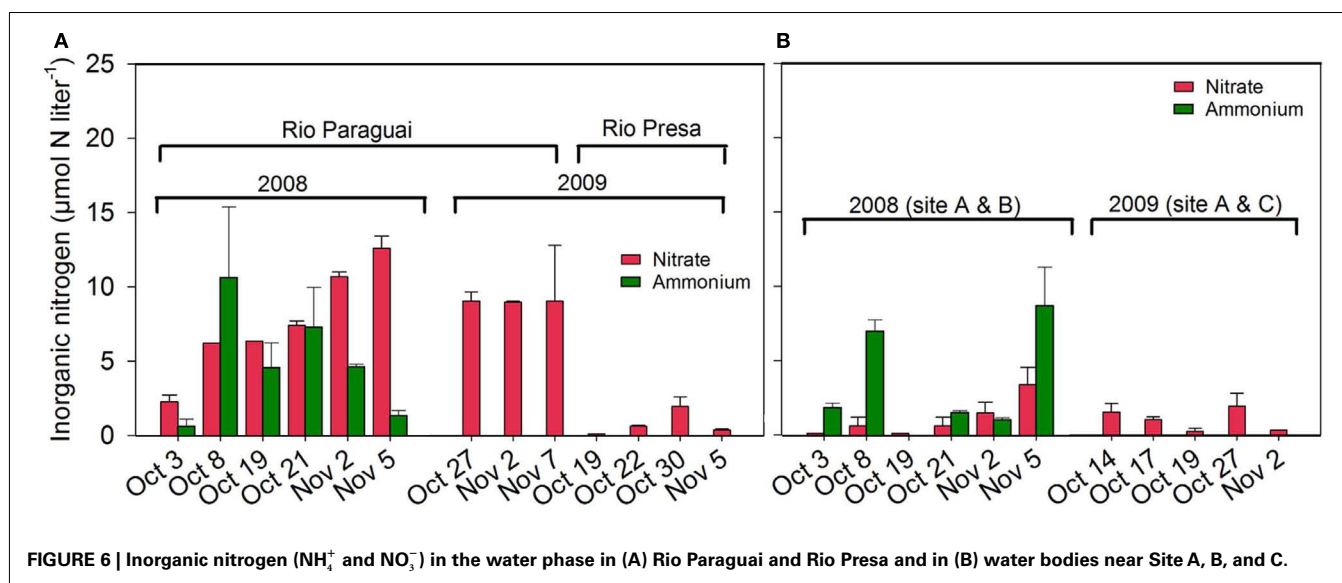 A
B
Inorganic nitrogen (µmol N liter⁻¹)
25
20
15
10
5
0
Rio Paraguai
Rio Presa
2008
2009
Nitrate
Ammonium
Oct 3
Oct 8
Oct 19
Oct 21
Nov 2
Nov 5
Oct 27
Nov 2
Nov 7
Oct 19
Oct 22
Oct 30
Nov 5
Nitrate
Ammonium
2008 (site A & B)
2009 (site A & C)
Oct 3
Oct 8
Oct 19
Oct 21
Nov 2
Nov 5
Oct 14
Oct 17
Oct 19
Oct 27
Nov 2
FIGURE 6 | Inorganic nitrogen (NH₄⁺ and NO₃⁻) in the water phase in (A) Rio Paraguai and Rio Presa and in (B) water bodies near Site A, B, and C.